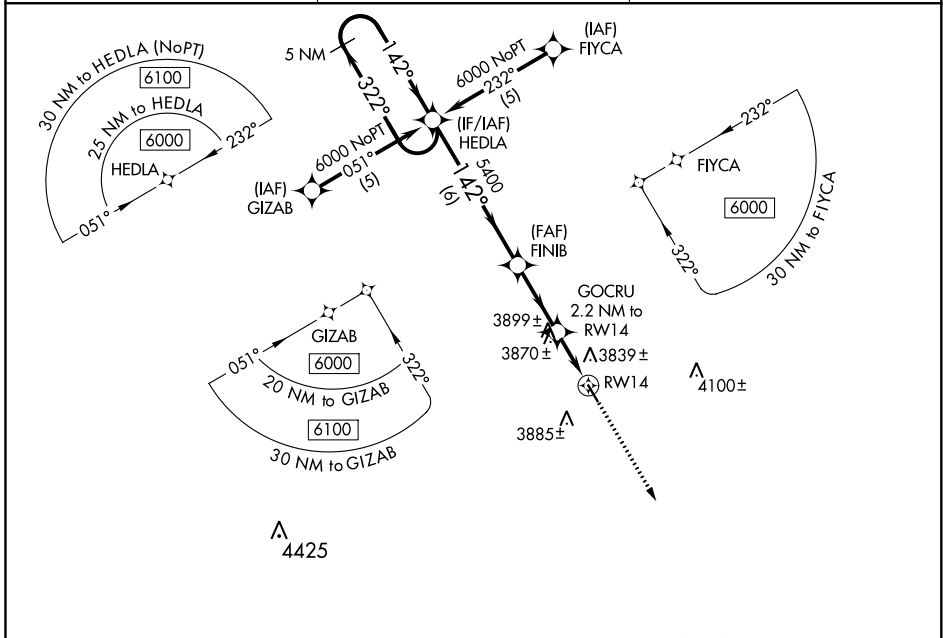 30 NM to HEDLA (NoPT)
6100
25 NM to HEDLA
6000
HEDLA
232°
051°
5 NM
142°
322°
(IAF)
FIYCA
6000 NoPT
232°
(5)
(IF/IAF)
HEDLA
6000 NoPT
051°
(5)
(IAF)
GIZAB
5400
142°
(6)
(FAF)
FINIB
232°
FIYCA
6000
322°
30 NM to FIYCA
GOCRU
2.2 NM to
RW14
3899±
3870±
3839±
RW14
4100±
3885±
GIZAB
051°
6000
322°
20 NM to GIZAB
6100
30 NM to GIZAB
4425